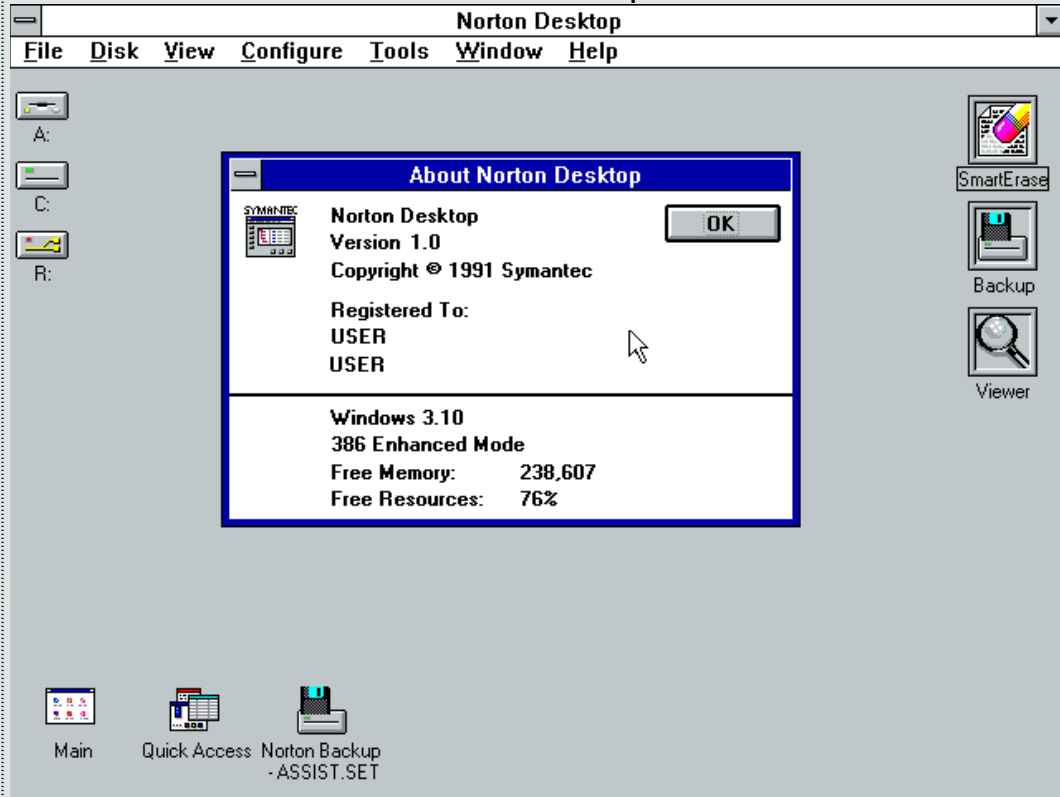 Norton Desktop
File Disk View Configure Tools Window Help
A:
C:
R:
SmartErase
Backup
Viewer
About Norton Desktop
SYMANTEC
Norton Desktop
Version 1.0
Copyright © 1991 Symantec
OK
Registered To:
USER
USER
Windows 3.10
386 Enhanced Mode
Free Memory: 238,607
Free Resources: 76%
Main
Quick Access
Norton Backup
- ASSIST.SET